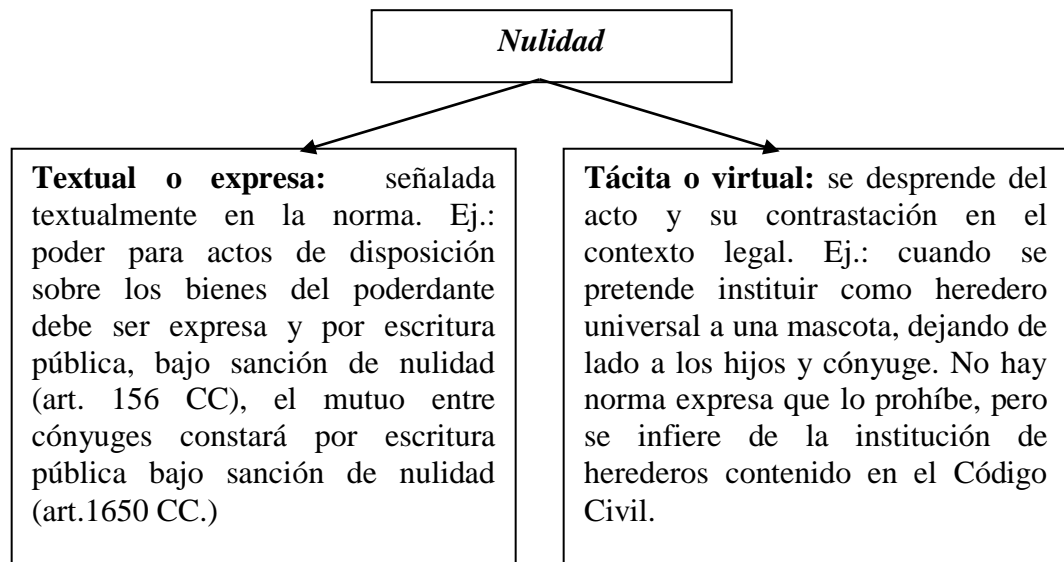 Nulidad
Textual o expresa: señalada
textualmente en la norma. Ej.:
poder para actos de disposición
sobre los bienes del poderdante
debe ser expresa y por escritura
pública, bajo sanción de nulidad
(art. 156 CC), el mutuo entre
cónyuges constará por escritura
pública bajo sanción de nulidad
(art.1650 CC.)
Tácita o virtual: se desprende del
acto y su contrastación en el
contexto legal. Ej.: cuando se
pretende instituir como heredero
universal a una mascota, dejando de
lado a los hijos y cónyuge. No hay
norma expresa que lo prohíbe, pero
se infiere de la institución de
herederos contenido en el Código
Civil.